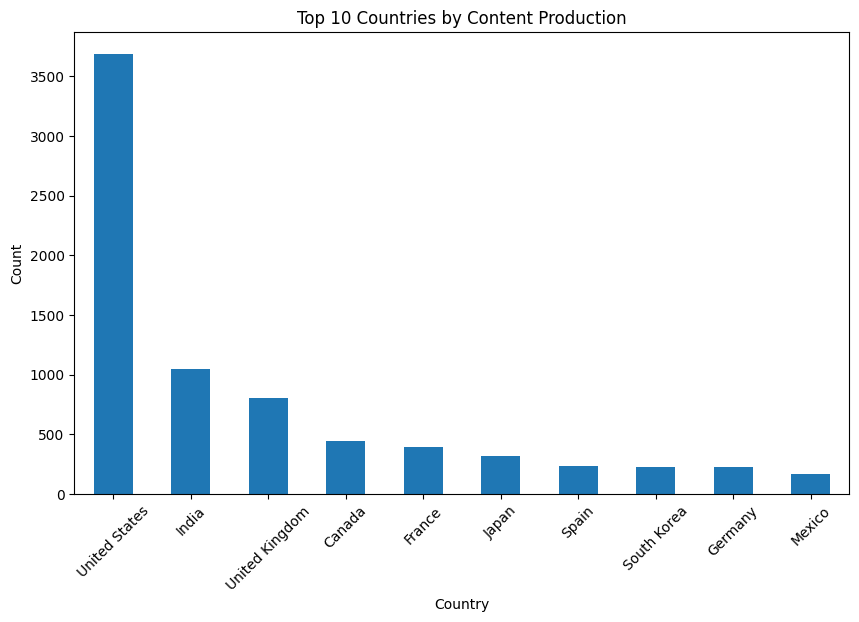 Top 10 Countries by Content Production
3500
3000
2500
2000
1500
1000
500
0
Count
United States
India
United Kingdom
Canada
France
Japan
Spain
South Korea
Germany
Mexico
Country